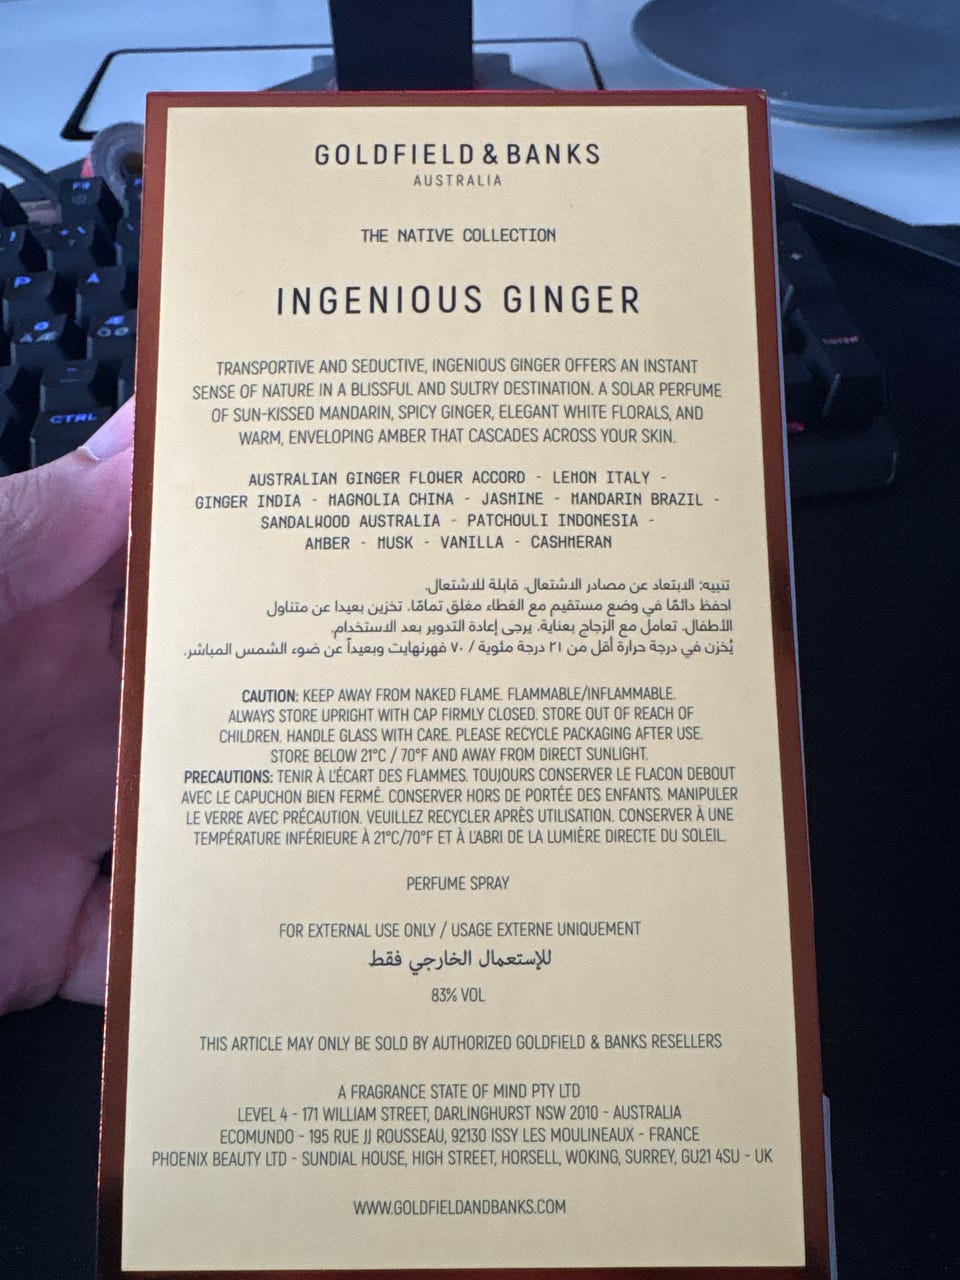 GOLDFIELD & BANKS
AUSTRALIA
THE NATIVE COLLECTION
INGENIOUS GINGER
TRANSPORTIVE AND SEDUCTIVE, INGENIOUS GINGER OFFERS AN INSTANT
SENSE OF NATURE IN A BLISSFUL AND SULTRY DESTINATION. A SOLAR PERFUME
OF SUN-KISSED MANDARIN, SPICY GINGER, ELEGANT WHITE FLORALS, AND
WARM, ENVELOPING AMBER THAT CASCADES ACROSS YOUR SKIN.
AUSTRALIAN GINGER FLOWER ACCORD - LEMON ITALY -
GINGER INDIA - MAGNOLIA CHINA - JASMINE - MANDARIN BRAZIL -
SANDALWOOD AUSTRALIA - PATCHOULI INDONESIA -
AMBER - MUSK - VANILLA - CASHMERAN
تنبيه: الابتعاد عن مصادر الاشتعال. قابلة للاشتعال.
احفظ دائمًا في وضع مستقيم مع الغطاء مغلق تمامًا. تخزين بعيدا عن متناول
الأطفال. تعامل مع الزجاج بعناية. يرجى إعادة التدوير بعد الاستخدام.
يُخزن في درجة حرارة أقل من ٢١ درجة مئوية / ٧٠ فهرنهايت وبعيداً عن ضوء الشمس المباشر.
CAUTION: KEEP AWAY FROM NAKED FLAME. FLAMMABLE/INFLAMMABLE.
ALWAYS STORE UPRIGHT WITH CAP FIRMLY CLOSED. STORE OUT OF REACH OF
CHILDREN. HANDLE GLASS WITH CARE. PLEASE RECYCLE PACKAGING AFTER USE.
STORE BELOW 21°C / 70°F AND AWAY FROM DIRECT SUNLIGHT.
PRECAUTIONS: TENIR À L'ÉCART DES FLAMMES. TOUJOURS CONSERVER LE FLACON DEBOUT
AVEC LE CAPUCHON BIEN FERMÉ. CONSERVER HORS DE PORTÉE DES ENFANTS. MANIPULER
LE VERRE AVEC PRÉCAUTION. VEUILLEZ RECYCLER APRÈS UTILISATION. CONSERVER À UNE
TEMPÉRATURE INFÉRIEURE À 21°C/70°F ET À L'ABRI DE LA LUMIÈRE DIRECTE DU SOLEIL.
PERFUME SPRAY
FOR EXTERNAL USE ONLY / USAGE EXTERNE UNIQUEMENT
للإستعمال الخارجي فقط
83% VOL
THIS ARTICLE MAY ONLY BE SOLD BY AUTHORIZED GOLDFIELD & BANKS RESELLERS
A FRAGRANCE STATE OF MIND PTY LTD
LEVEL 4 - 171 WILLIAM STREET, DARLINGHURST NSW 2010 - AUSTRALIA
ECOMUNDO - 195 RUE JJ ROUSSEAU, 92130 ISSY LES MOULINEAUX - FRANCE
PHOENIX BEAUTY LTD - SUNDIAL HOUSE, HIGH STREET, HORSELL, WOKING, SURREY, GU21 4SU - UK
WWW.GOLDFIELDANDBANKS.COM
P
Å
Ø
Æ
CTRL
ENTER